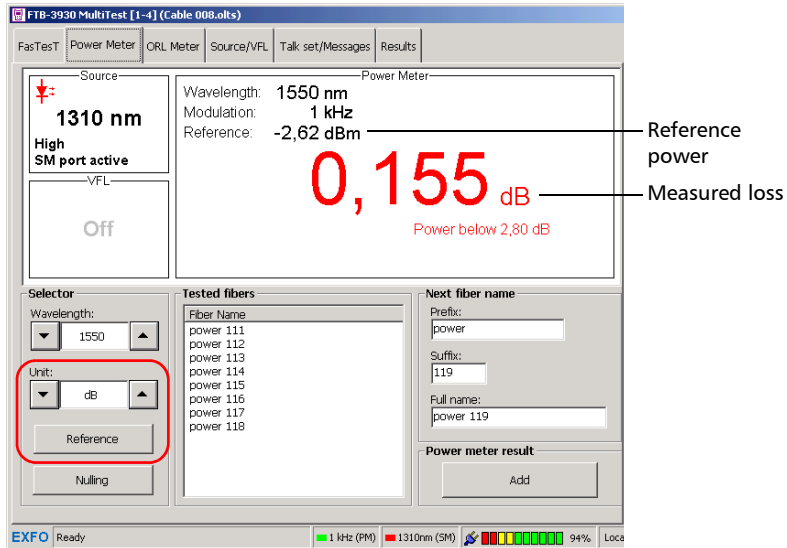 FTB-3930 MultiTest [1-4] (Cable 008.olts)
FasTesT Power Meter ORL Meter Source/VFL Talk set/Messages Results
Source
1310 nm
High
SM port active
VFL
Off
Power Meter
Wavelength: 1550 nm
Modulation: 1 kHz
Reference: -2,62 dBm
0,155 dB
Power below 2,80 dB
Reference
power
Measured loss
Selector
Wavelength:
1550
Unit:
dB
Reference
Nulling
Tested fibers
Fiber Name
power 111
power 112
power 113
power 114
power 115
power 116
power 117
power 118
Next fiber name
Prefix:
power
Suffix:
119
Full name:
power 119
Power meter result
Add
EXFO Ready 1 kHz (PM) 1310nm (SM) 94% Loca